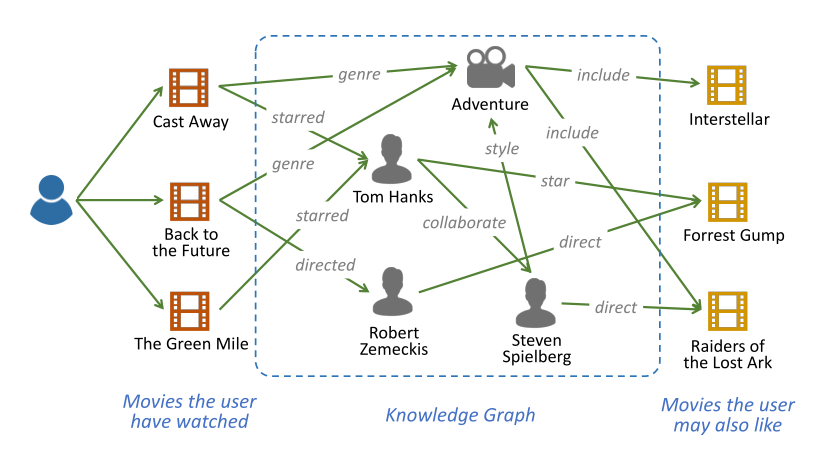 genre
include
Adventure
Cast Away
starred
Interstellar
include
style
genre
star
Tom Hanks
starred
collaborate
Back to
the Future
Forrest Gump
direct
directed
direct
Robert
Zemeckis
Steven
Spielberg
The Green Mile
Raiders of
the Lost Ark
Movies the user
have watched
Knowledge Graph
Movies the user
may also like